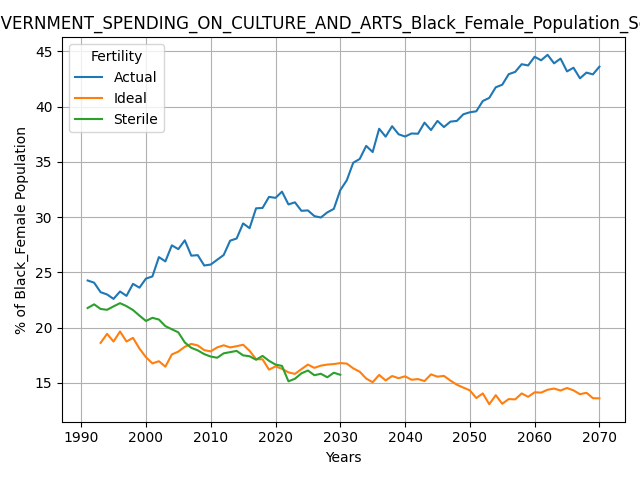 VERNMENT_SPENDING_ON_CULTURE_AND_ARTS_Black_Female_Population_S
Fertility
Actual
Ideal
Sterile
45
40
35
30
25
20
15
% of Black_Female Population
1990 2000 2010 2020 2030 2040 2050 2060 2070
Years